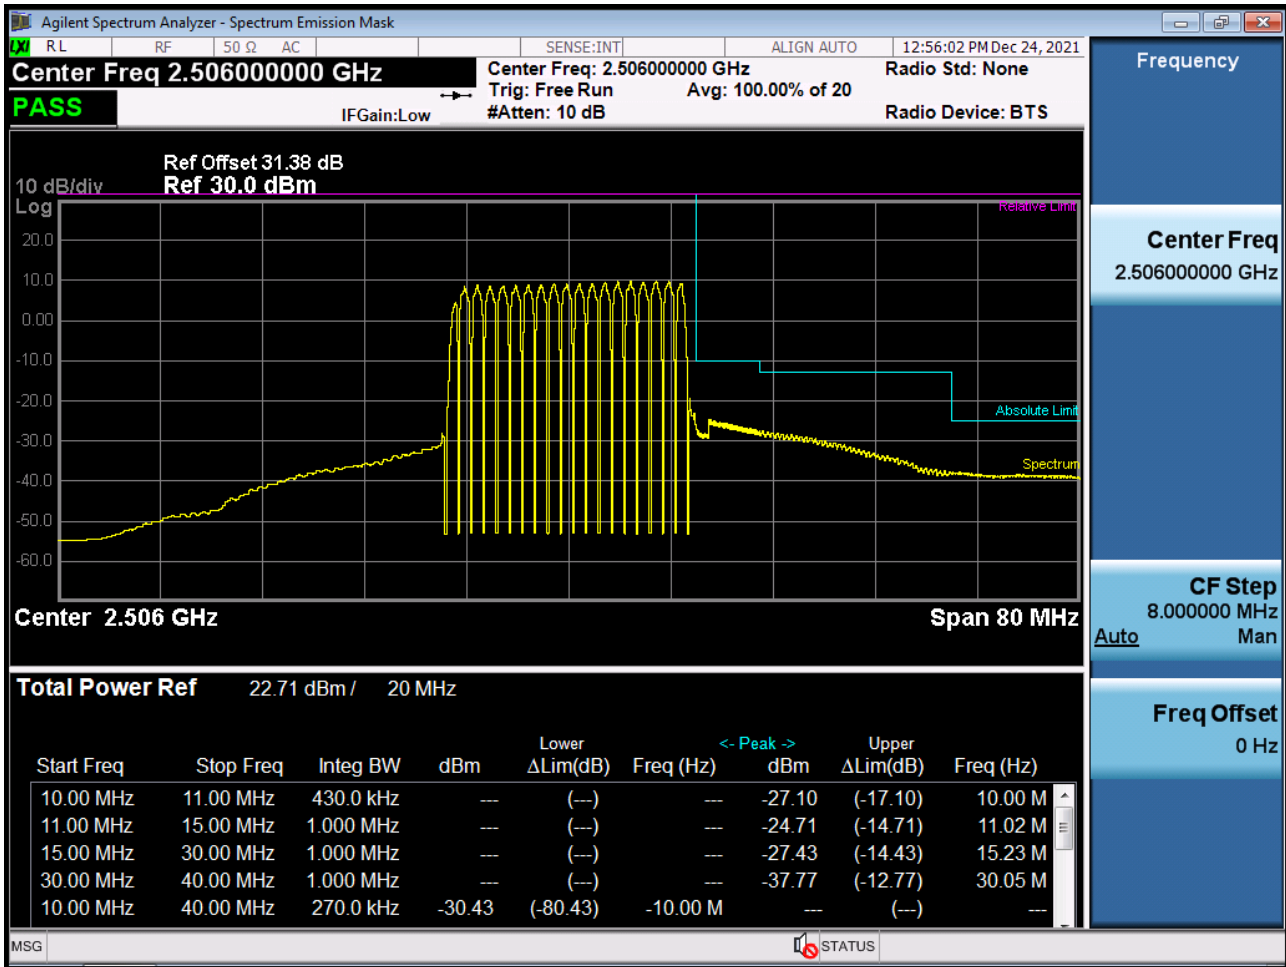 Agilent Spectrum Analyzer - Spectrum Emission Mask
LXI RL RF 50 Ω AC SENSE:INT ALIGN AUTO 12:56:02 PM Dec 24, 2021
Center Freq 2.506000000 GHz
Center Freq: 2.506000000 GHz Radio Std: None
Trig: Free Run Avg: 100.00% of 20
PASS IFGain:Low #Atten: 10 dB Radio Device: BTS
Ref Offset 31.38 dB
10 dB/div Ref 30.0 dBm
Log
Relative Limit
20.0
10.0
0.00
-10.0
-20.0
Absolute Limit
-30.0
Spectrum
-40.0
-50.0
-60.0
Center 2.506 GHz Span 80 MHz
Total Power Ref 22.71 dBm / 20 MHz
Lower <- Peak -> Upper
Start Freq Stop Freq Integ BW dBm ΔLim(dB) Freq (Hz) dBm ΔLim(dB) Freq (Hz)
10.00 MHz 11.00 MHz 430.0 kHz --- (---) --- -27.10 (-17.10) 10.00 M
11.00 MHz 15.00 MHz 1.000 MHz --- (---) --- -24.71 (-14.71) 11.02 M
15.00 MHz 30.00 MHz 1.000 MHz --- (---) --- -27.43 (-14.43) 15.23 M
30.00 MHz 40.00 MHz 1.000 MHz --- (---) --- -37.77 (-12.77) 30.05 M
10.00 MHz 40.00 MHz 270.0 kHz -30.43 (-80.43) -10.00 M --- (---) ---
MSG STATUS
Frequency
Center Freq
2.506000000 GHz
CF Step
8.000000 MHz
Auto Man
Freq Offset
0 Hz